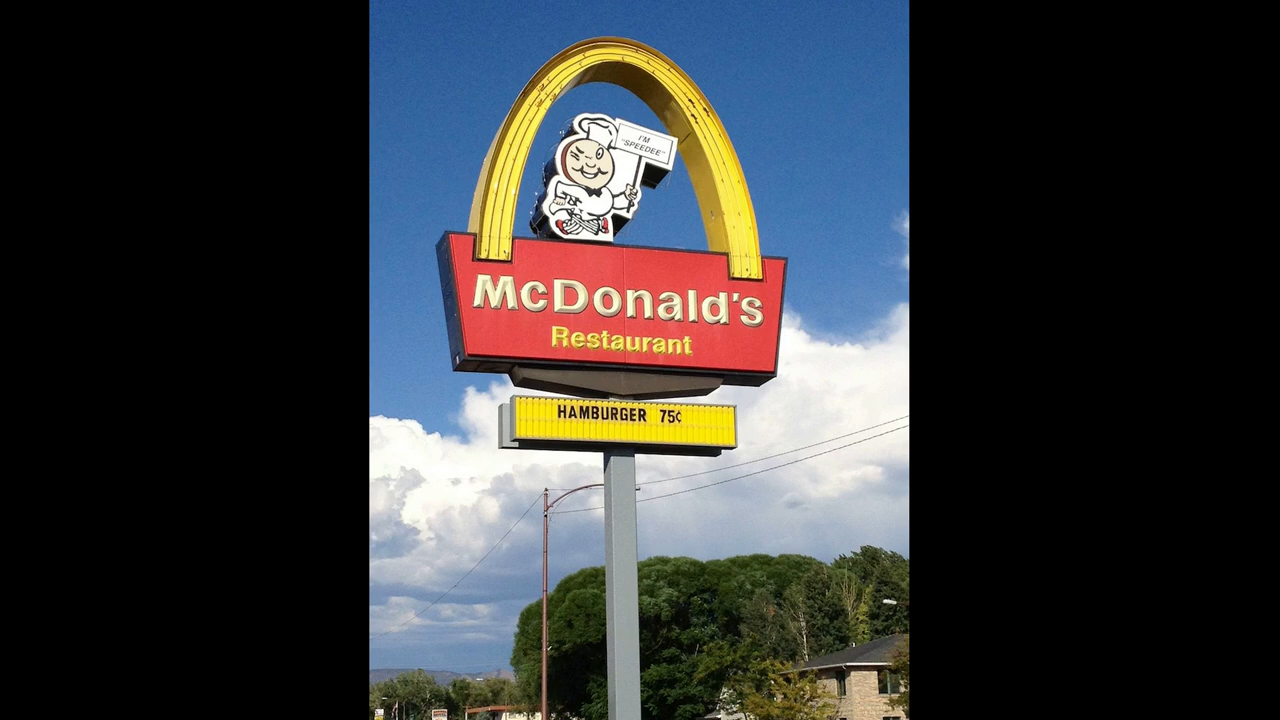 I'M
"SPEEDEE"
McDonald's
Restaurant
HAMBURGER 75¢